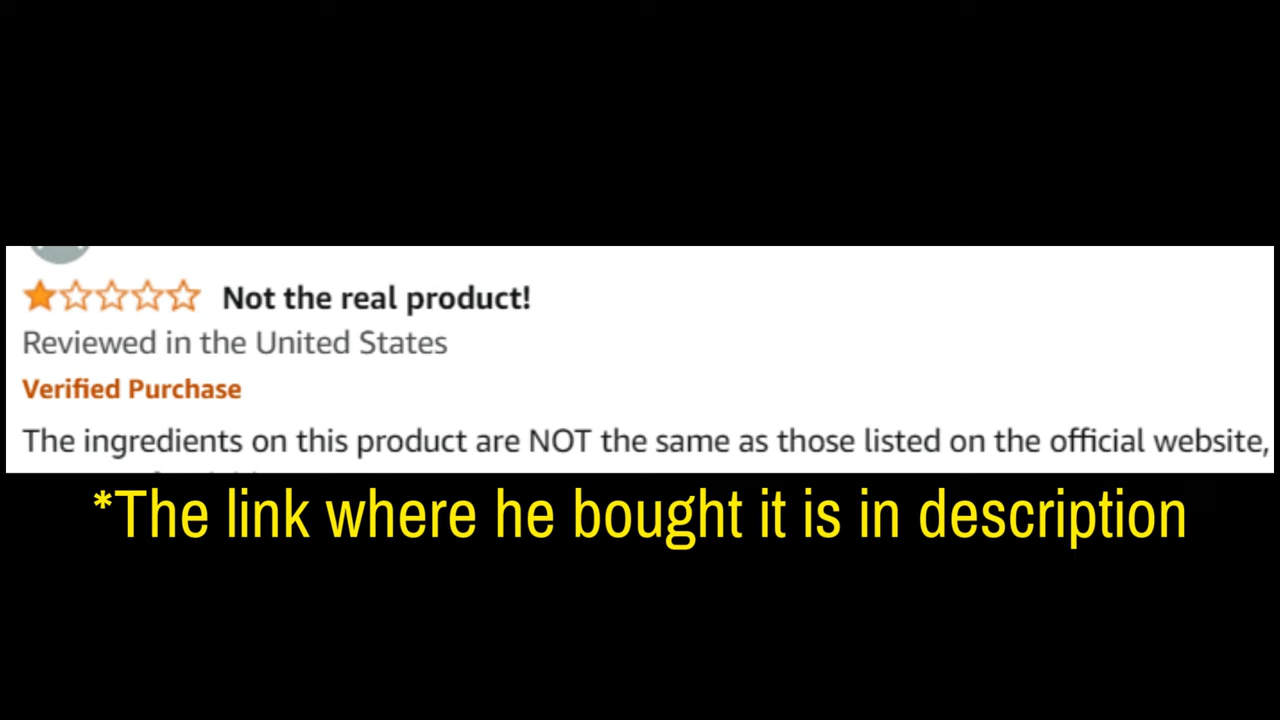 Not the real product!
Reviewed in the United States
Verified Purchase
The ingredients on this product are NOT the same as those listed on the official website,
*The link where he bought it is in description